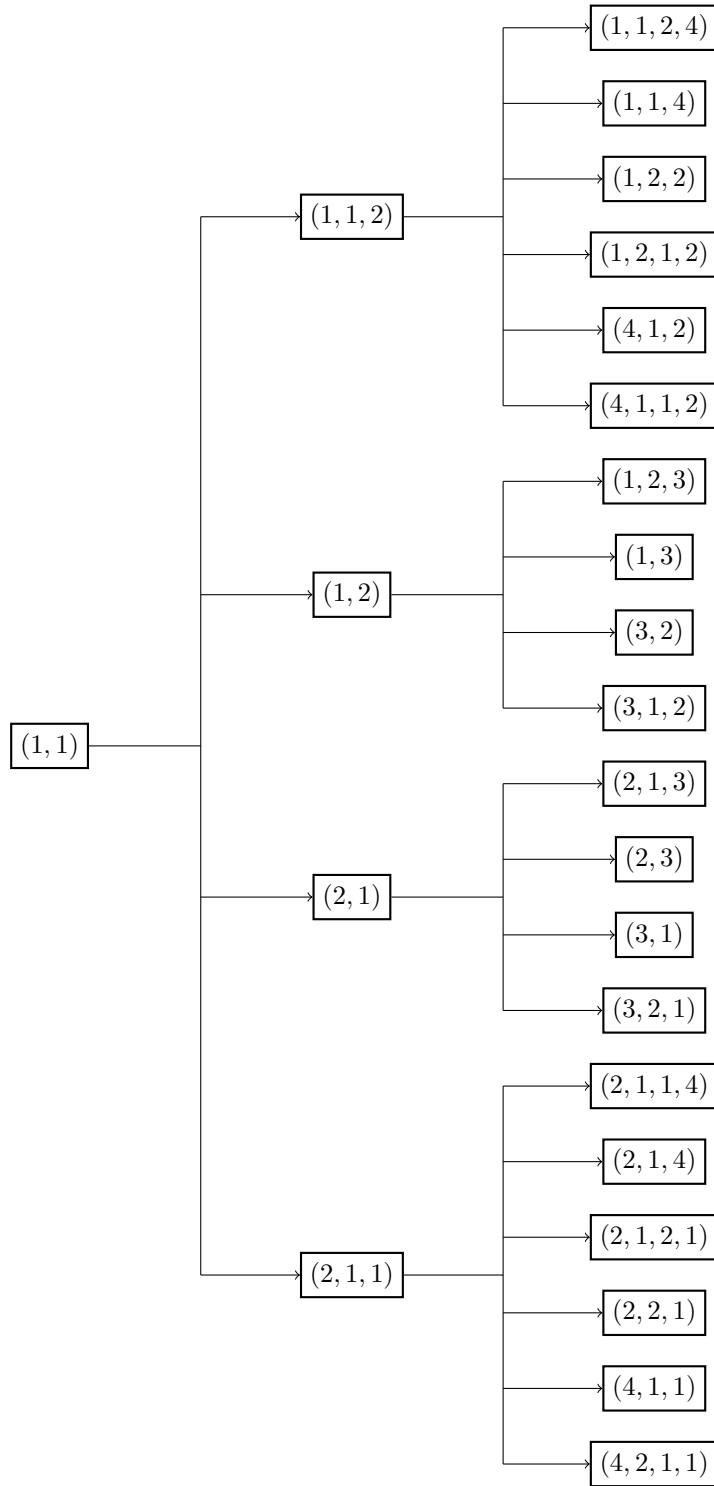 (1, 1, 2, 4)
(1, 1, 4)
(1, 2, 2)
(1, 1, 2)
(1, 2, 1, 2)
(4, 1, 2)
(4, 1, 1, 2)
(1, 2, 3)
(1, 3)
(1, 2)
(3, 2)
(3, 1, 2)
(1, 1)
(2, 1, 3)
(2, 3)
(2, 1)
(3, 1)
(3, 2, 1)
(2, 1, 1, 4)
(2, 1, 4)
(2, 1, 2, 1)
(2, 1, 1)
(2, 2, 1)
(4, 1, 1)
(4, 2, 1, 1)